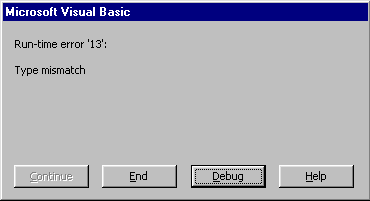 Microsoft Visual Basic
Run-time error '13':
Type mismatch
Continue End Debug Help